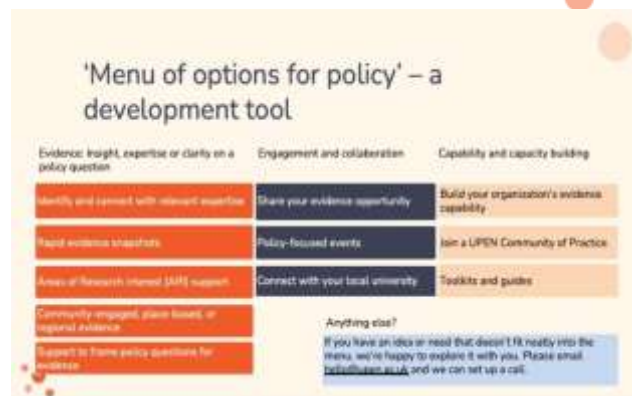 'Menu of options for policy' – a
development tool
Evidence: Insight, expertise or clarity on a
policy question
Engagement and collaboration
Capability and capacity building
Identify and connect with relevant expertise
Share your evidence opportunity
Build your organization's evidence
capability
Rapid evidence snapshots
Policy-focused events
Join a UPEN Community of Practice
Areas of Research Interest (ARI) support
Connect with your local university
Toolkits and guides
Community-engaged, place-based, or
regional evidence
Support to frame policy questions for
evidence
Anything else?
If you have an idea or need that doesn't fit neatly into the
menu, we're happy to explore it with you. Please email
hello@upen.ac.uk and we can set up a call.